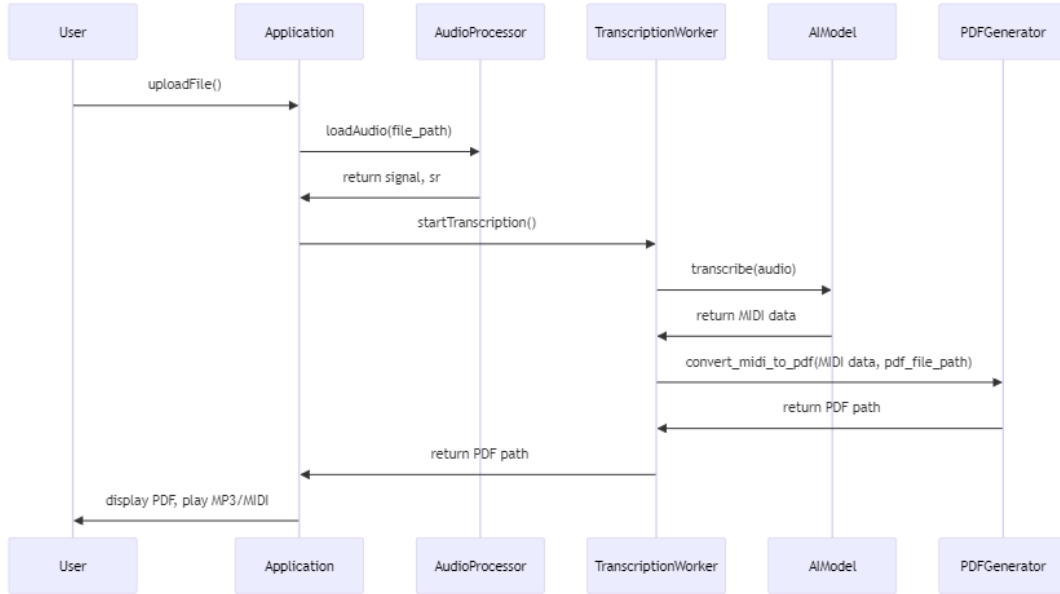 User
Application
AudioProcessor
TranscriptionWorker
AIModel
PDFGenerator
uploadFile()
loadAudio(file_path)
return signal, sr
startTranscription()
transcribe(audio)
return MIDI data
convert_midi_to_pdf(MIDI data, pdf_file_path)
return PDF path
return PDF path
display PDF, play MP3/MIDI
User
Application
AudioProcessor
TranscriptionWorker
AIModel
PDFGenerator